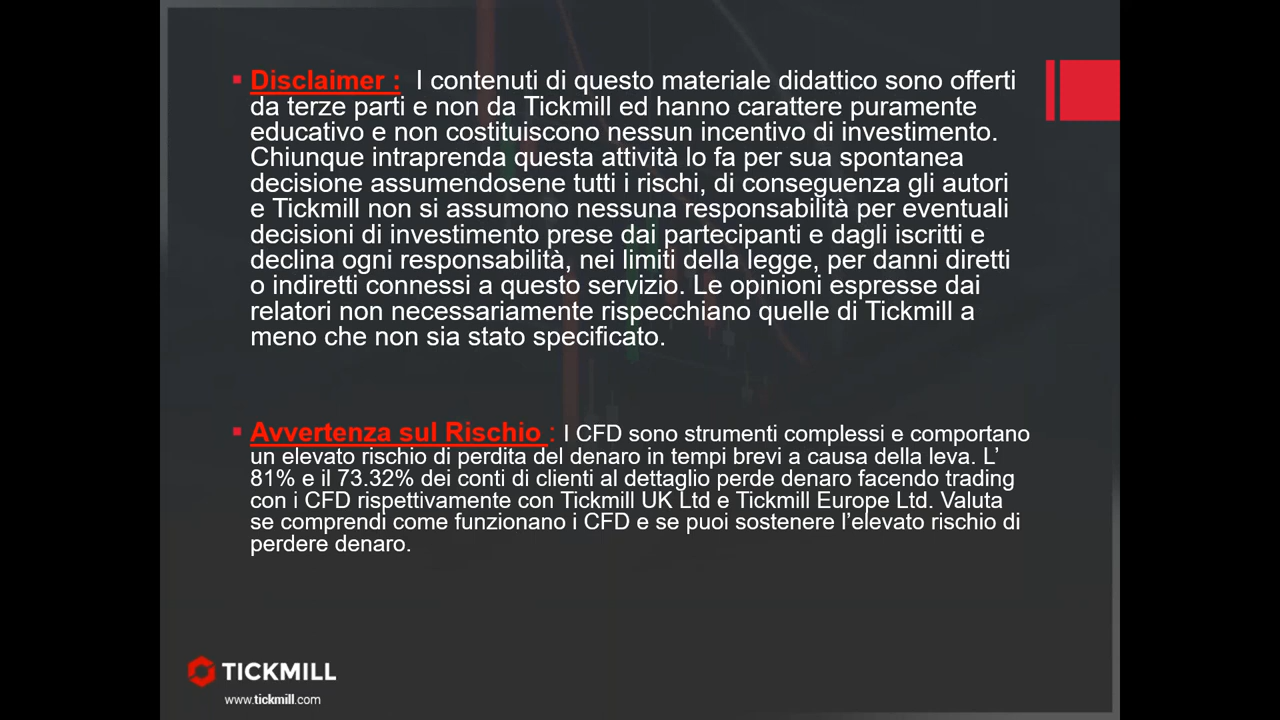 Disclaimer : I contenuti di questo materiale didattico sono offerti
da terze parti e non da Tickmill ed hanno carattere puramente
educativo e non costituiscono nessun incentivo di investimento.
Chiunque intraprenda questa attività lo fa per sua spontanea
decisione assumendosene tutti i rischi, di conseguenza gli autori
e Tickmill non si assumono nessuna responsabilità per eventuali
decisioni di investimento prese dai partecipanti e dagli iscritti e
declina ogni responsabilità, nei limiti della legge, per danni diretti
o indiretti connessi a questo servizio. Le opinioni espresse dai
relatori non necessariamente rispecchiano quelle di Tickmill a
meno che non sia stato specificato.
Avvertenza sul Rischio : I CFD sono strumenti complessi e comportano
un elevato rischio di perdita del denaro in tempi brevi a causa della leva. L’
81% e il 73.32% dei conti di clienti al dettaglio perde denaro facendo trading
con i CFD rispettivamente con Tickmill UK Ltd e Tickmill Europe Ltd. Valuta
se comprendi come funzionano i CFD e se puoi sostenere l’elevato rischio di
perdere denaro.
TICKMILL
www.tickmill.com